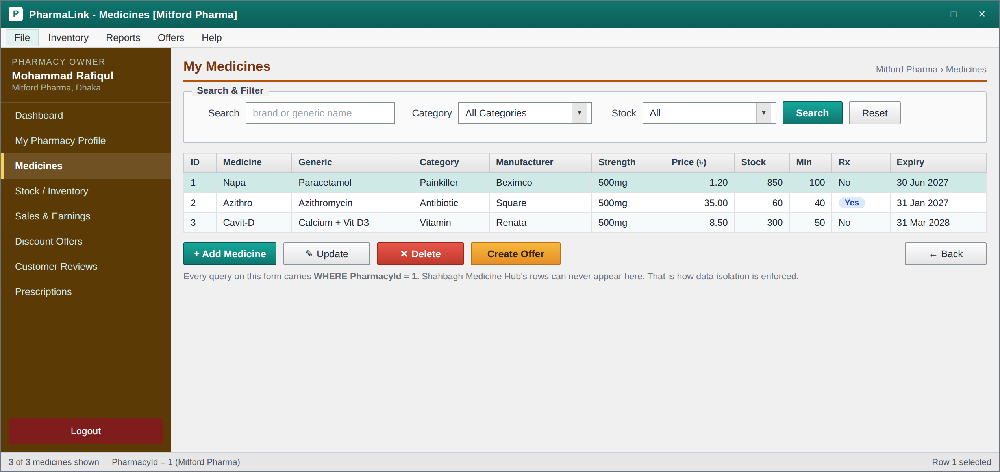 P PharmaLink - Medicines [Mitford Pharma] – □ ✕
File Inventory Reports Offers Help
PHARMACY OWNER
Mohammad Rafiqul
Mitford Pharma, Dhaka
Dashboard
My Pharmacy Profile
Medicines
Stock / Inventory
Sales & Earnings
Discount Offers
Customer Reviews
Prescriptions
Logout
My Medicines
Mitford Pharma › Medicines
Search & Filter
Search brand or generic name Category All Categories ▼ Stock All ▼ Search Reset
ID Medicine Generic Category Manufacturer Strength Price (৳) Stock Min Rx Expiry
1 Napa Paracetamol Painkiller Beximco 500mg 1.20 850 100 No 30 Jun 2027
2 Azithro Azithromycin Antibiotic Square 500mg 35.00 60 40 Yes 31 Jan 2027
3 Cavit-D Calcium + Vit D3 Vitamin Renata 500mg 8.50 300 50 No 31 Mar 2028
+ Add Medicine ✎ Update ✕ Delete Create Offer ← Back
Every query on this form carries WHERE PharmacyId = 1. Shahbagh Medicine Hub's rows can never appear here. That is how data isolation is enforced.
3 of 3 medicines shown PharmacyId = 1 (Mitford Pharma) Row 1 selected